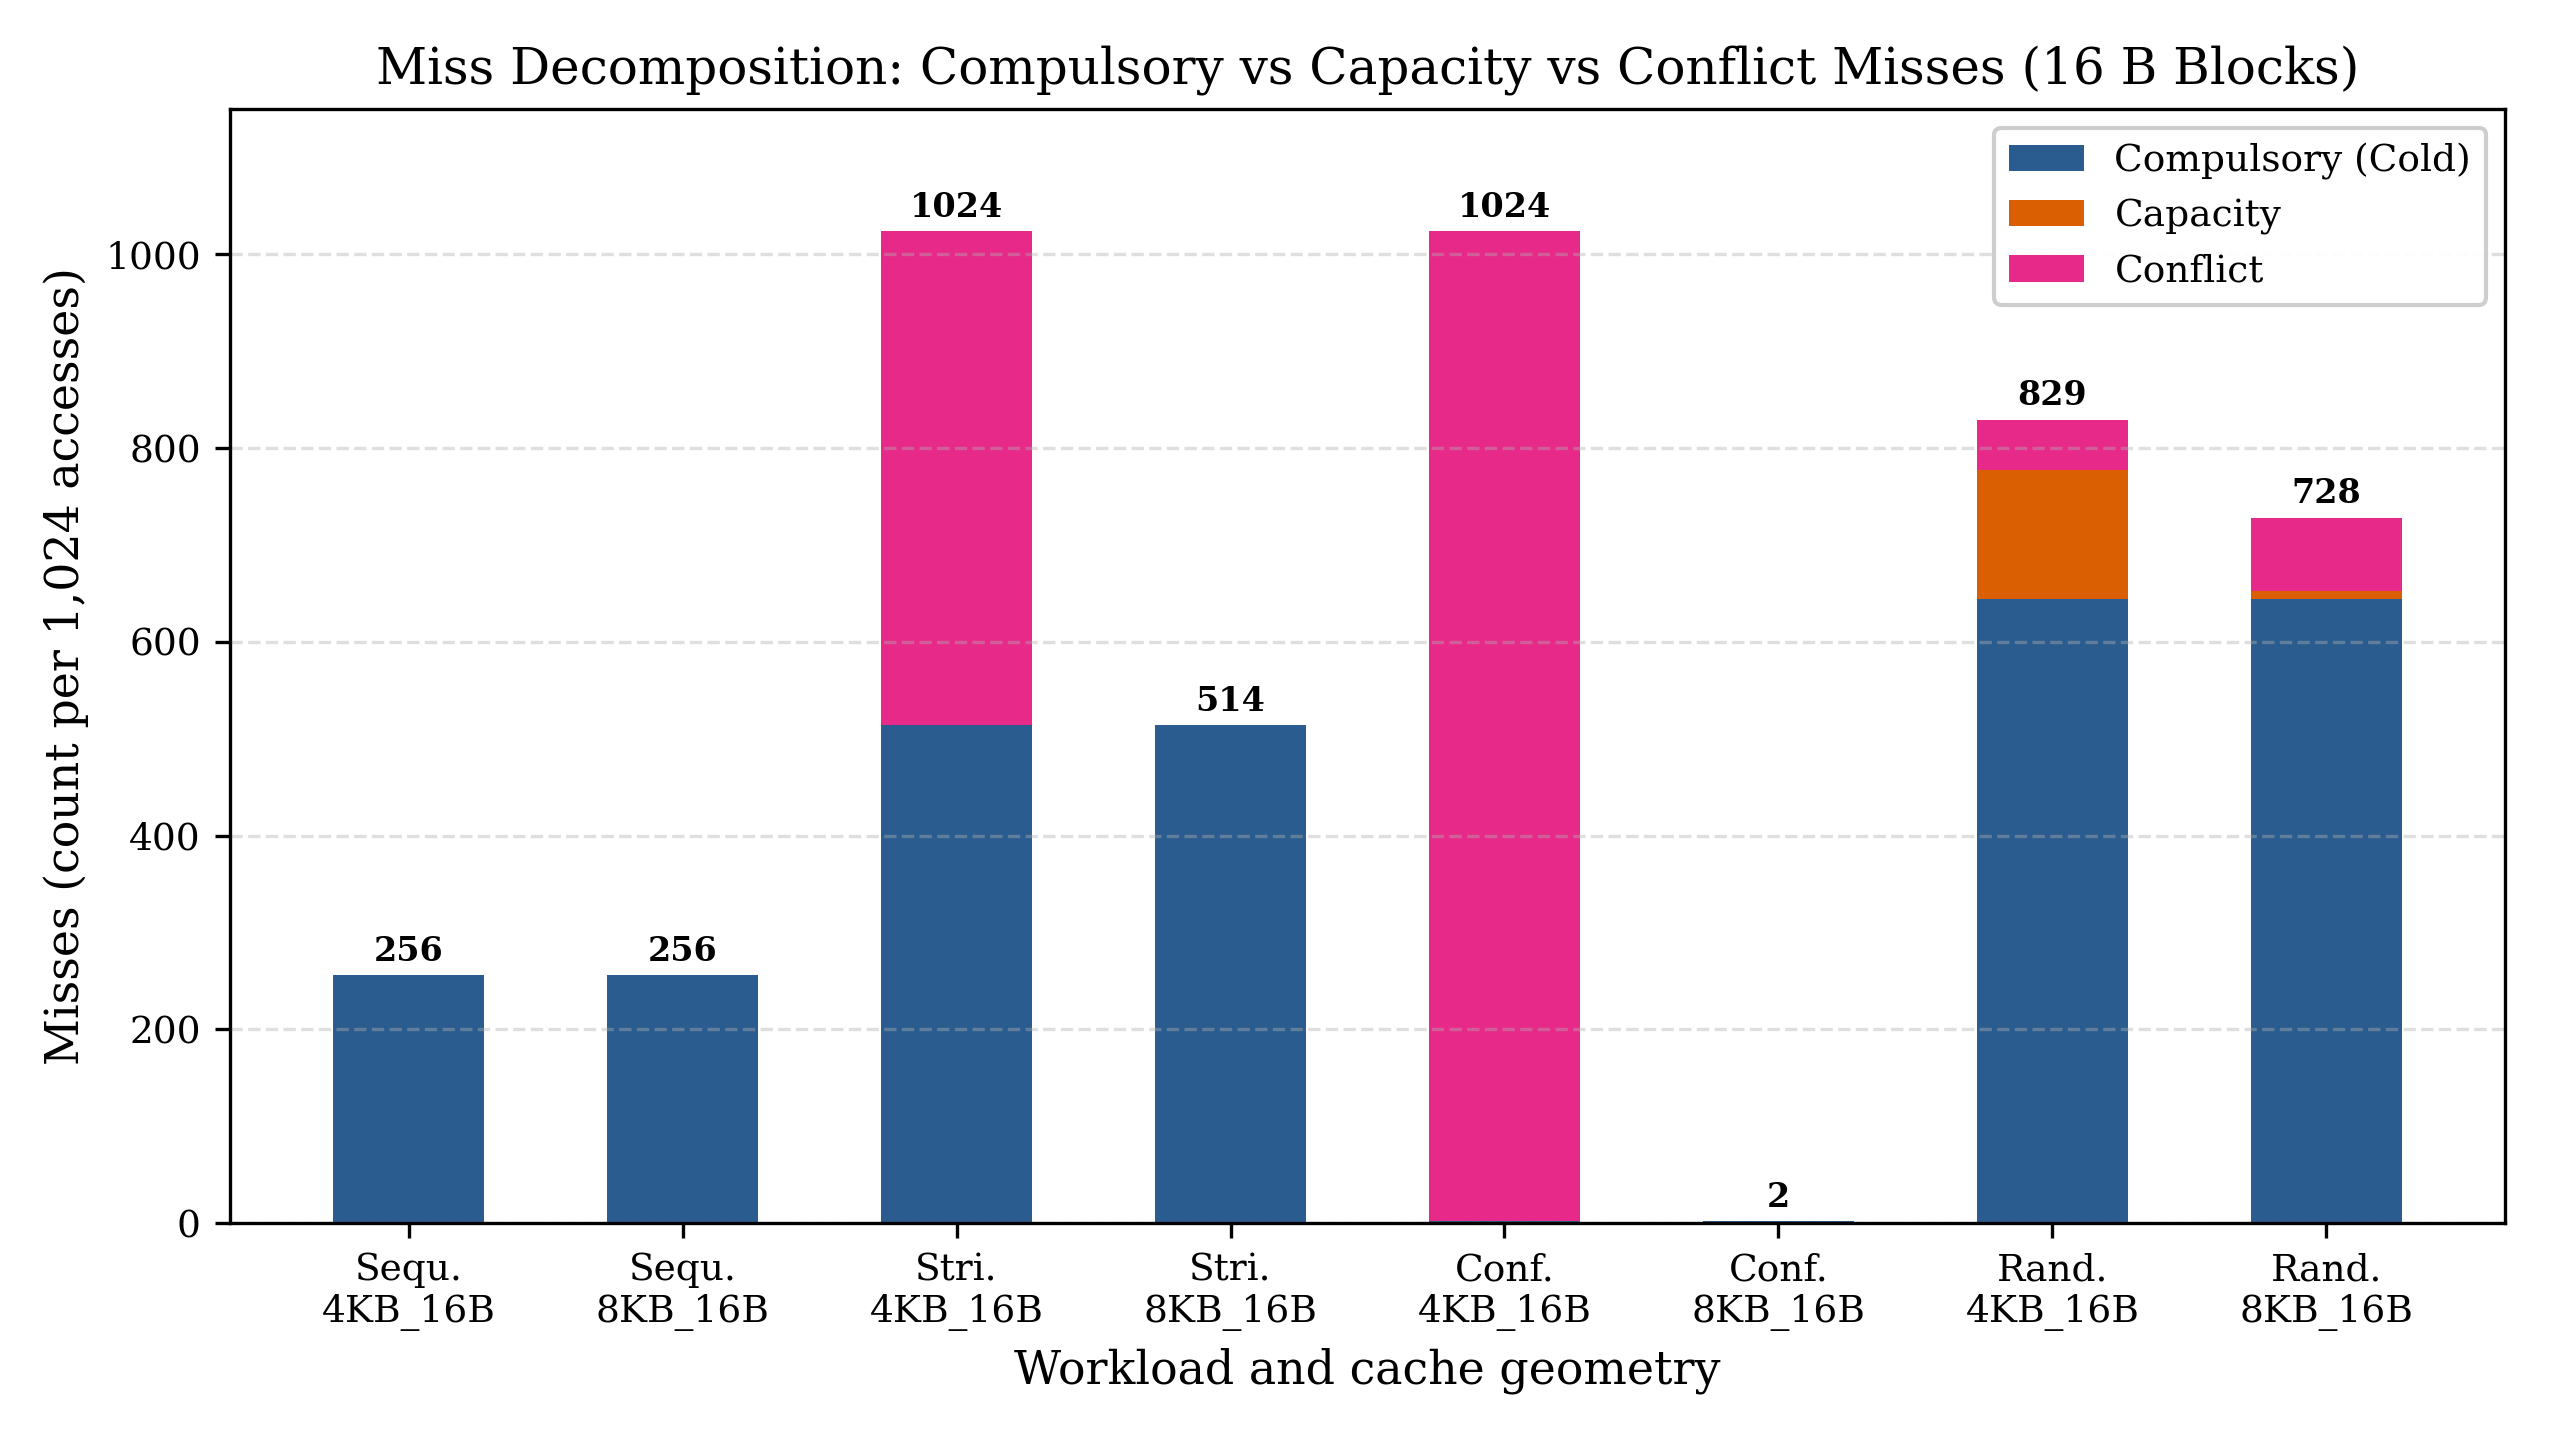 Miss Decomposition: Compulsory vs Capacity vs Conflict Misses (16 B Blocks)
Compulsory (Cold)
Capacity
Conflict
Misses (count per 1,024 accesses)
1000
800
600
400
200
0
256
256
1024
514
1024
2
829
728
Sequ.
4KB_16B
Sequ.
8KB_16B
Stri.
4KB_16B
Stri.
8KB_16B
Conf.
4KB_16B
Conf.
8KB_16B
Rand.
4KB_16B
Rand.
8KB_16B
Workload and cache geometry